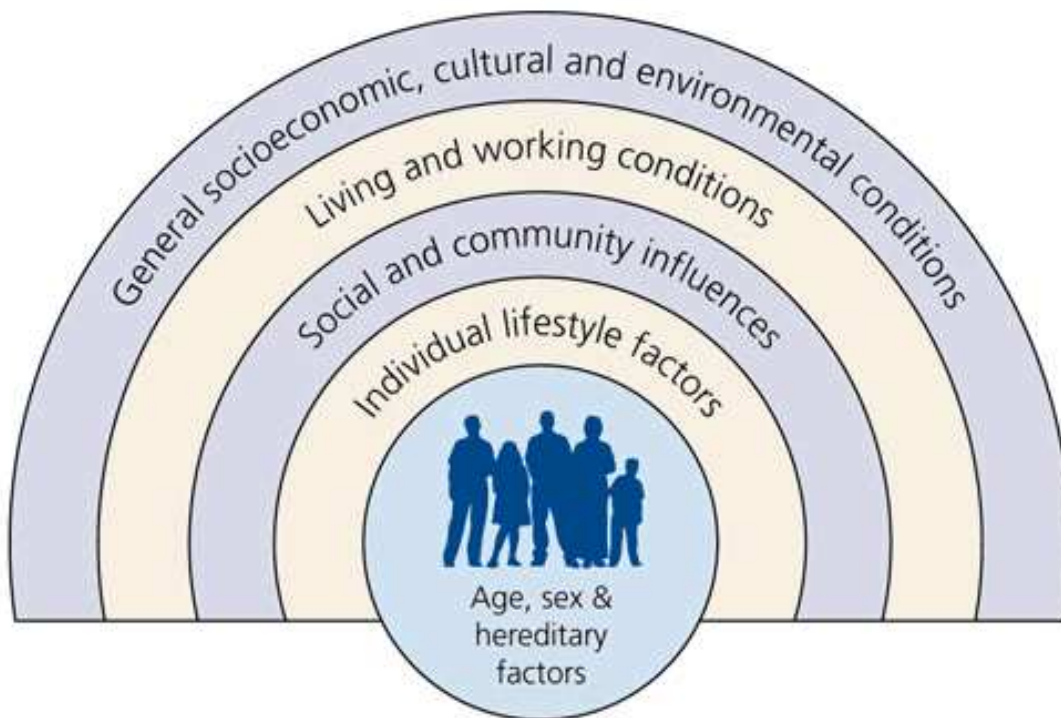 General socioeconomic, cultural and environmental conditions
Living and working conditions
Social and community influences
Individual lifestyle factors
Age, sex &
hereditary
factors